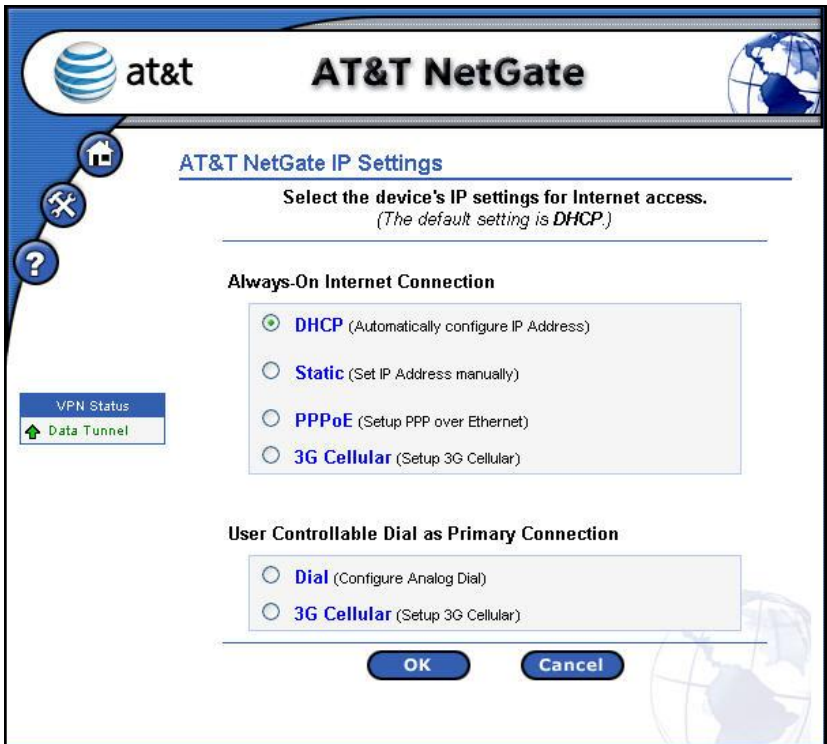 at&t
AT&T NetGate
AT&T NetGate IP Settings
Select the device's IP settings for Internet access.
(The default setting is DHCP.)
Always-On Internet Connection
DHCP (Automatically configure IP Address)
Static (Set IP Address manually)
PPPoE (Setup PPP over Ethernet)
3G Cellular (Setup 3G Cellular)
VPN Status
Data Tunnel
User Controllable Dial as Primary Connection
Dial (Configure Analog Dial)
3G Cellular (Setup 3G Cellular)
OK
Cancel